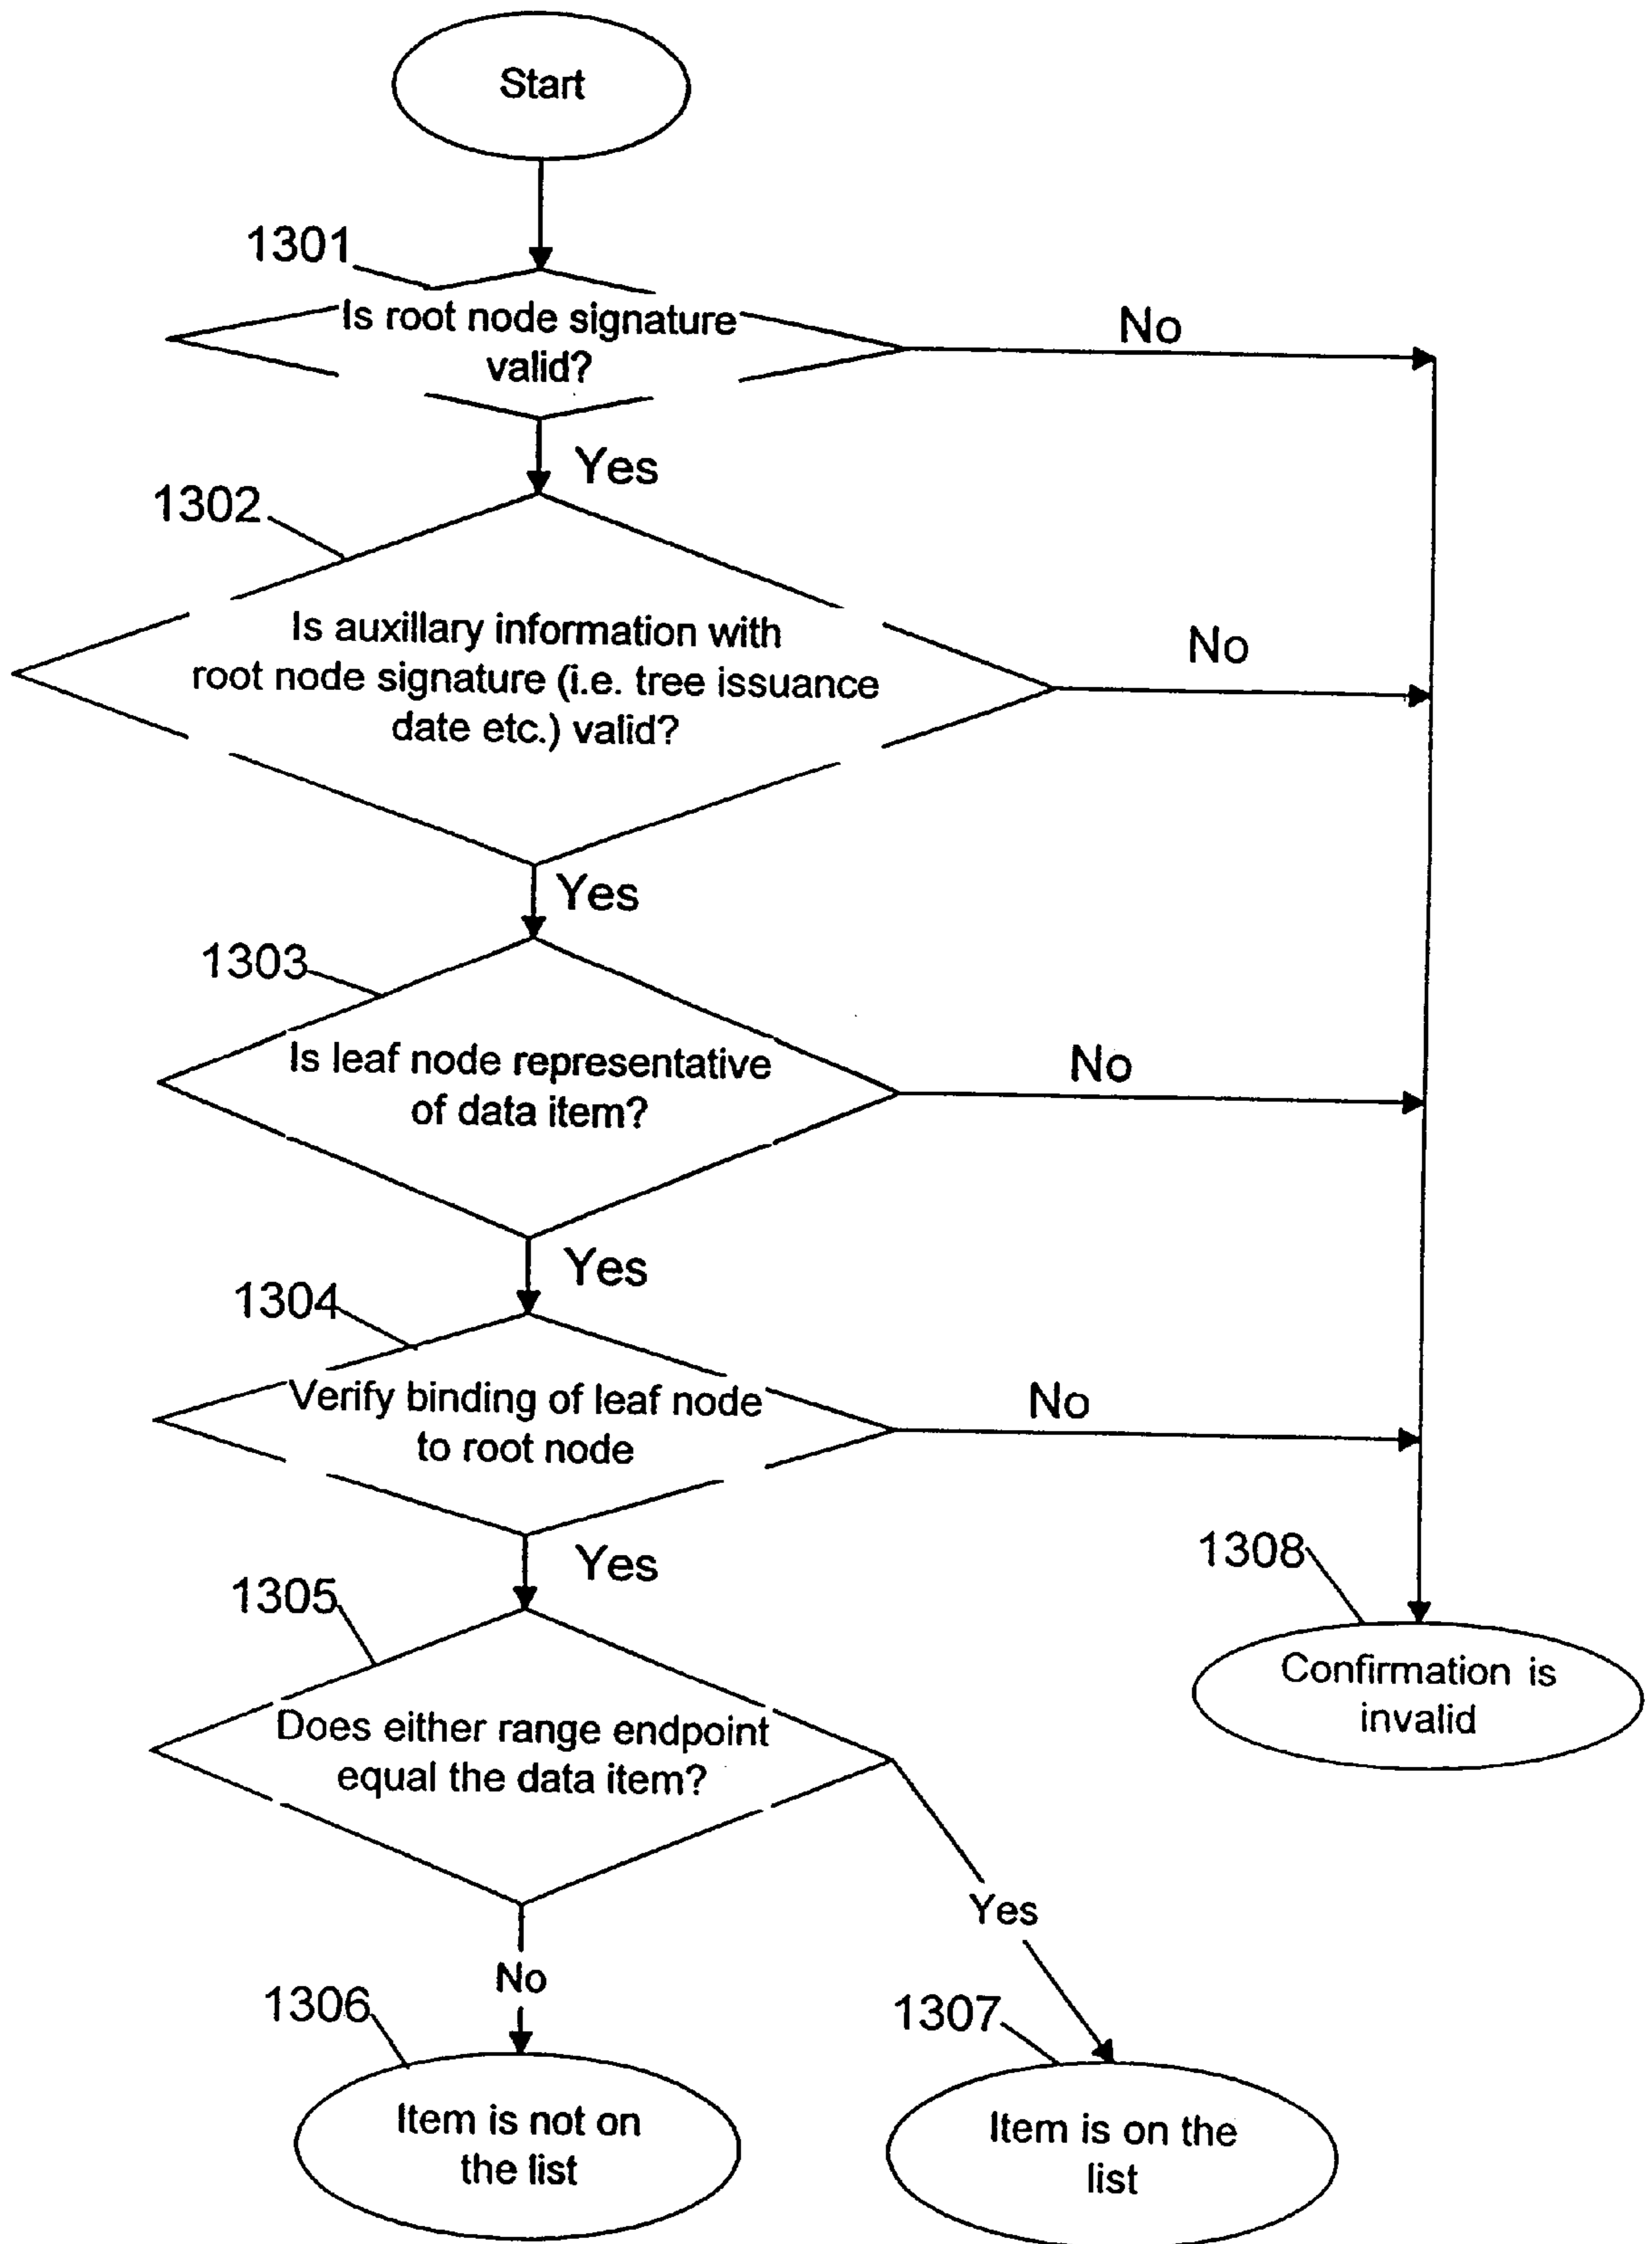 Start
1301
Is root node signature
valid?
No
Yes
1302
Is auxillary information with
root node signature (i.e. tree issuance
date etc.) valid?
No
Yes
1303
Is leaf node representative
of data item?
No
Yes
1304
Verify binding of leaf node
to root node
No
Yes
1305
1308
Confirmation is
invalid
Does either range endpoint
equal the data item?
Yes
No
1306
1307
Item is not on
the list
Item is on the
list